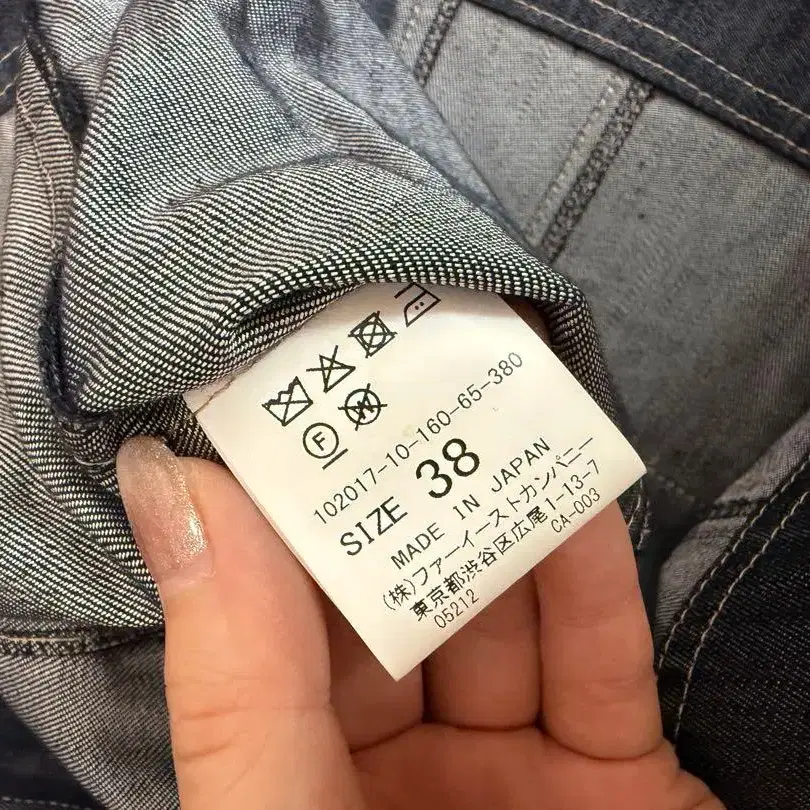 F W
102017-10-160-65-380
SIZE 38
MADE IN JAPAN
(株)ファーイーストカンパニー
東京都渋谷区広尾1-13-7
05212 CA-003